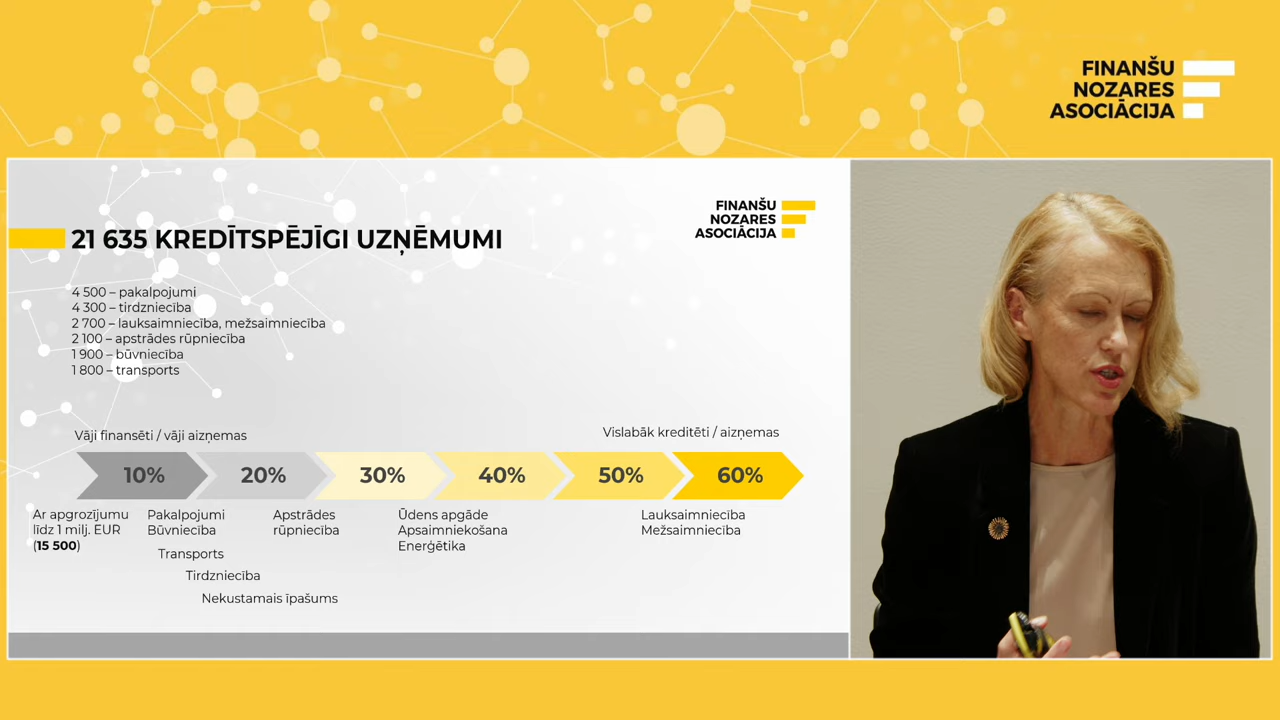 FINANŠU
NOZARES
ASOCIĀCIJA
FINANŠU
NOZARES
ASOCIĀCIJA
21 635 KREDĪTSPĒJĪGI UZŅĒMUMI
4 500 – pakalpojumi
4 300 – tirdzniecība
2 700 – lauksaimniecība, mežsaimniecība
2 100 – apstrādes rūpniecība
1 900 – būvniecība
1 800 – transports
Vāji finansēti / vāji aizņemas
Vislabāk kreditēti / aizņemas
10% 20% 30% 40% 50% 60%
Ar apgrozījumu
līdz 1 milj. EUR
(15 500)
Pakalpojumi
Būvniecība
Transports
Tirdzniecība
Nekustamais īpašums
Apstrādes
rūpniecība
Ūdens apgāde
Apsaimniekošana
Enerģētika
Lauksaimniecība
Mežsaimniecība